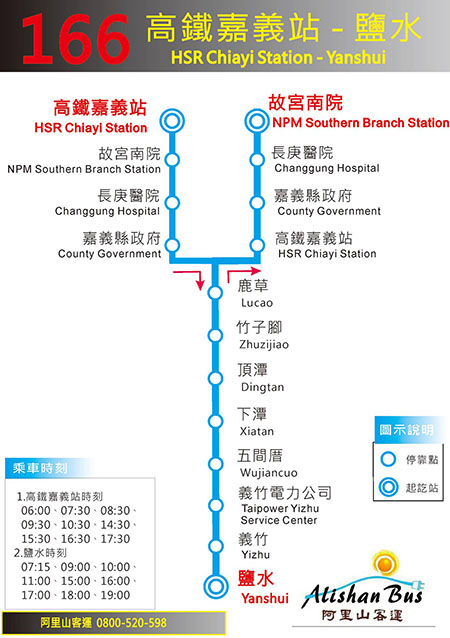 166
高鐵嘉義站 - 鹽水
HSR Chiayi Station - Yanshui
高鐵嘉義站
HSR Chiayi Station
故宮南院
NPM Southern Branch Station
長庚醫院
Changgung Hospital
嘉義縣政府
County Government
故宮南院
NPM Southern Branch Station
長庚醫院
Changgung Hospital
嘉義縣政府
County Government
高鐵嘉義站
HSR Chiayi Station
鹿草
Lucao
竹子腳
Zhuzijiao
頂潭
Dingtan
下潭
Xiatan
五間厝
Wujiancuo
義竹電力公司
Taipower Yizhu
Service Center
義竹
Yizhu
鹽水
Yanshui
圖示說明
停靠點
起訖站
乘車時刻
1.高鐵嘉義站時刻
06:00、07:30、08:30、
09:30、10:30、14:30、
15:30、16:30、17:30
2.鹽水時刻
07:15、09:00、10:00、
11:00、15:00、16:00、
17:00、18:00、19:00
阿里山客運 0800-520-598
Alishan Bus
阿里山客運